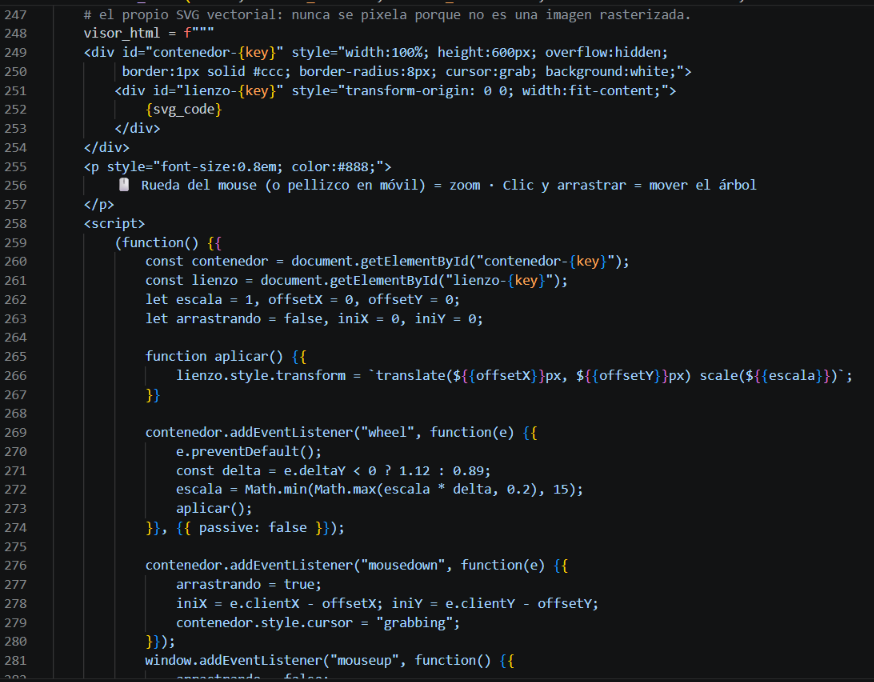 247 # el propio SVG vectorial: nunca se pixela porque no es una imagen rasterizada.
248 visor_html = f"""
249 <div id="contenedor-{key}" style="width:100%; height:600px; overflow:hidden;
250 border:1px solid #ccc; border-radius:8px; cursor:grab; background:white;">
251 <div id="lienzo-{key}" style="transform-origin: 0 0; width:fit-content;">
252 {svg_code}
253 </div>
254 </div>
255 <p style="font-size:0.8em; color:#888;">
256 🖱️ Rueda del mouse (o pellizco en móvil) = zoom · Clic y arrastrar = mover el árbol
257 </p>
258 <script>
259 (function() {{
260 const contenedor = document.getElementById("contenedor-{key}");
261 const lienzo = document.getElementById("lienzo-{key}");
262 let escala = 1, offsetX = 0, offsetY = 0;
263 let arrastrando = false, iniX = 0, iniY = 0;
264
265 function aplicar() {{
266 lienzo.style.transform = `translate(${{offsetX}}px, ${{offsetY}}px) scale(${{escala}})`;
267 }}
268
269 contenedor.addEventListener("wheel", function(e) {{
270 e.preventDefault();
271 const delta = e.deltaY < 0 ? 1.12 : 0.89;
272 escala = Math.min(Math.max(escala * delta, 0.2), 15);
273 aplicar();
274 }}, {{ passive: false }});
275
276 contenedor.addEventListener("mousedown", function(e) {{
277 arrastrando = true;
278 iniX = e.clientX - offsetX; iniY = e.clientY - offsetY;
279 contenedor.style.cursor = "grabbing";
280 }});
281 window.addEventListener("mouseup", function() {{